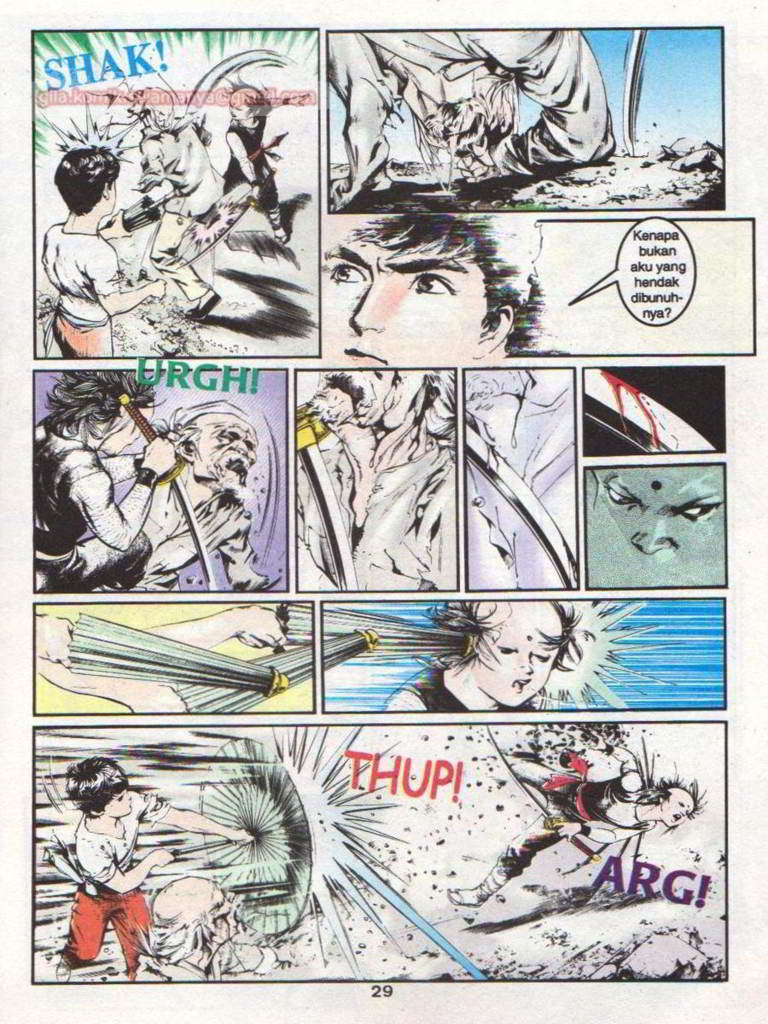 SHAK!
Kenapa
bukan
aku yang
hendak
dibunuh-
nya?
URGH!
THUP!
ARG!
29